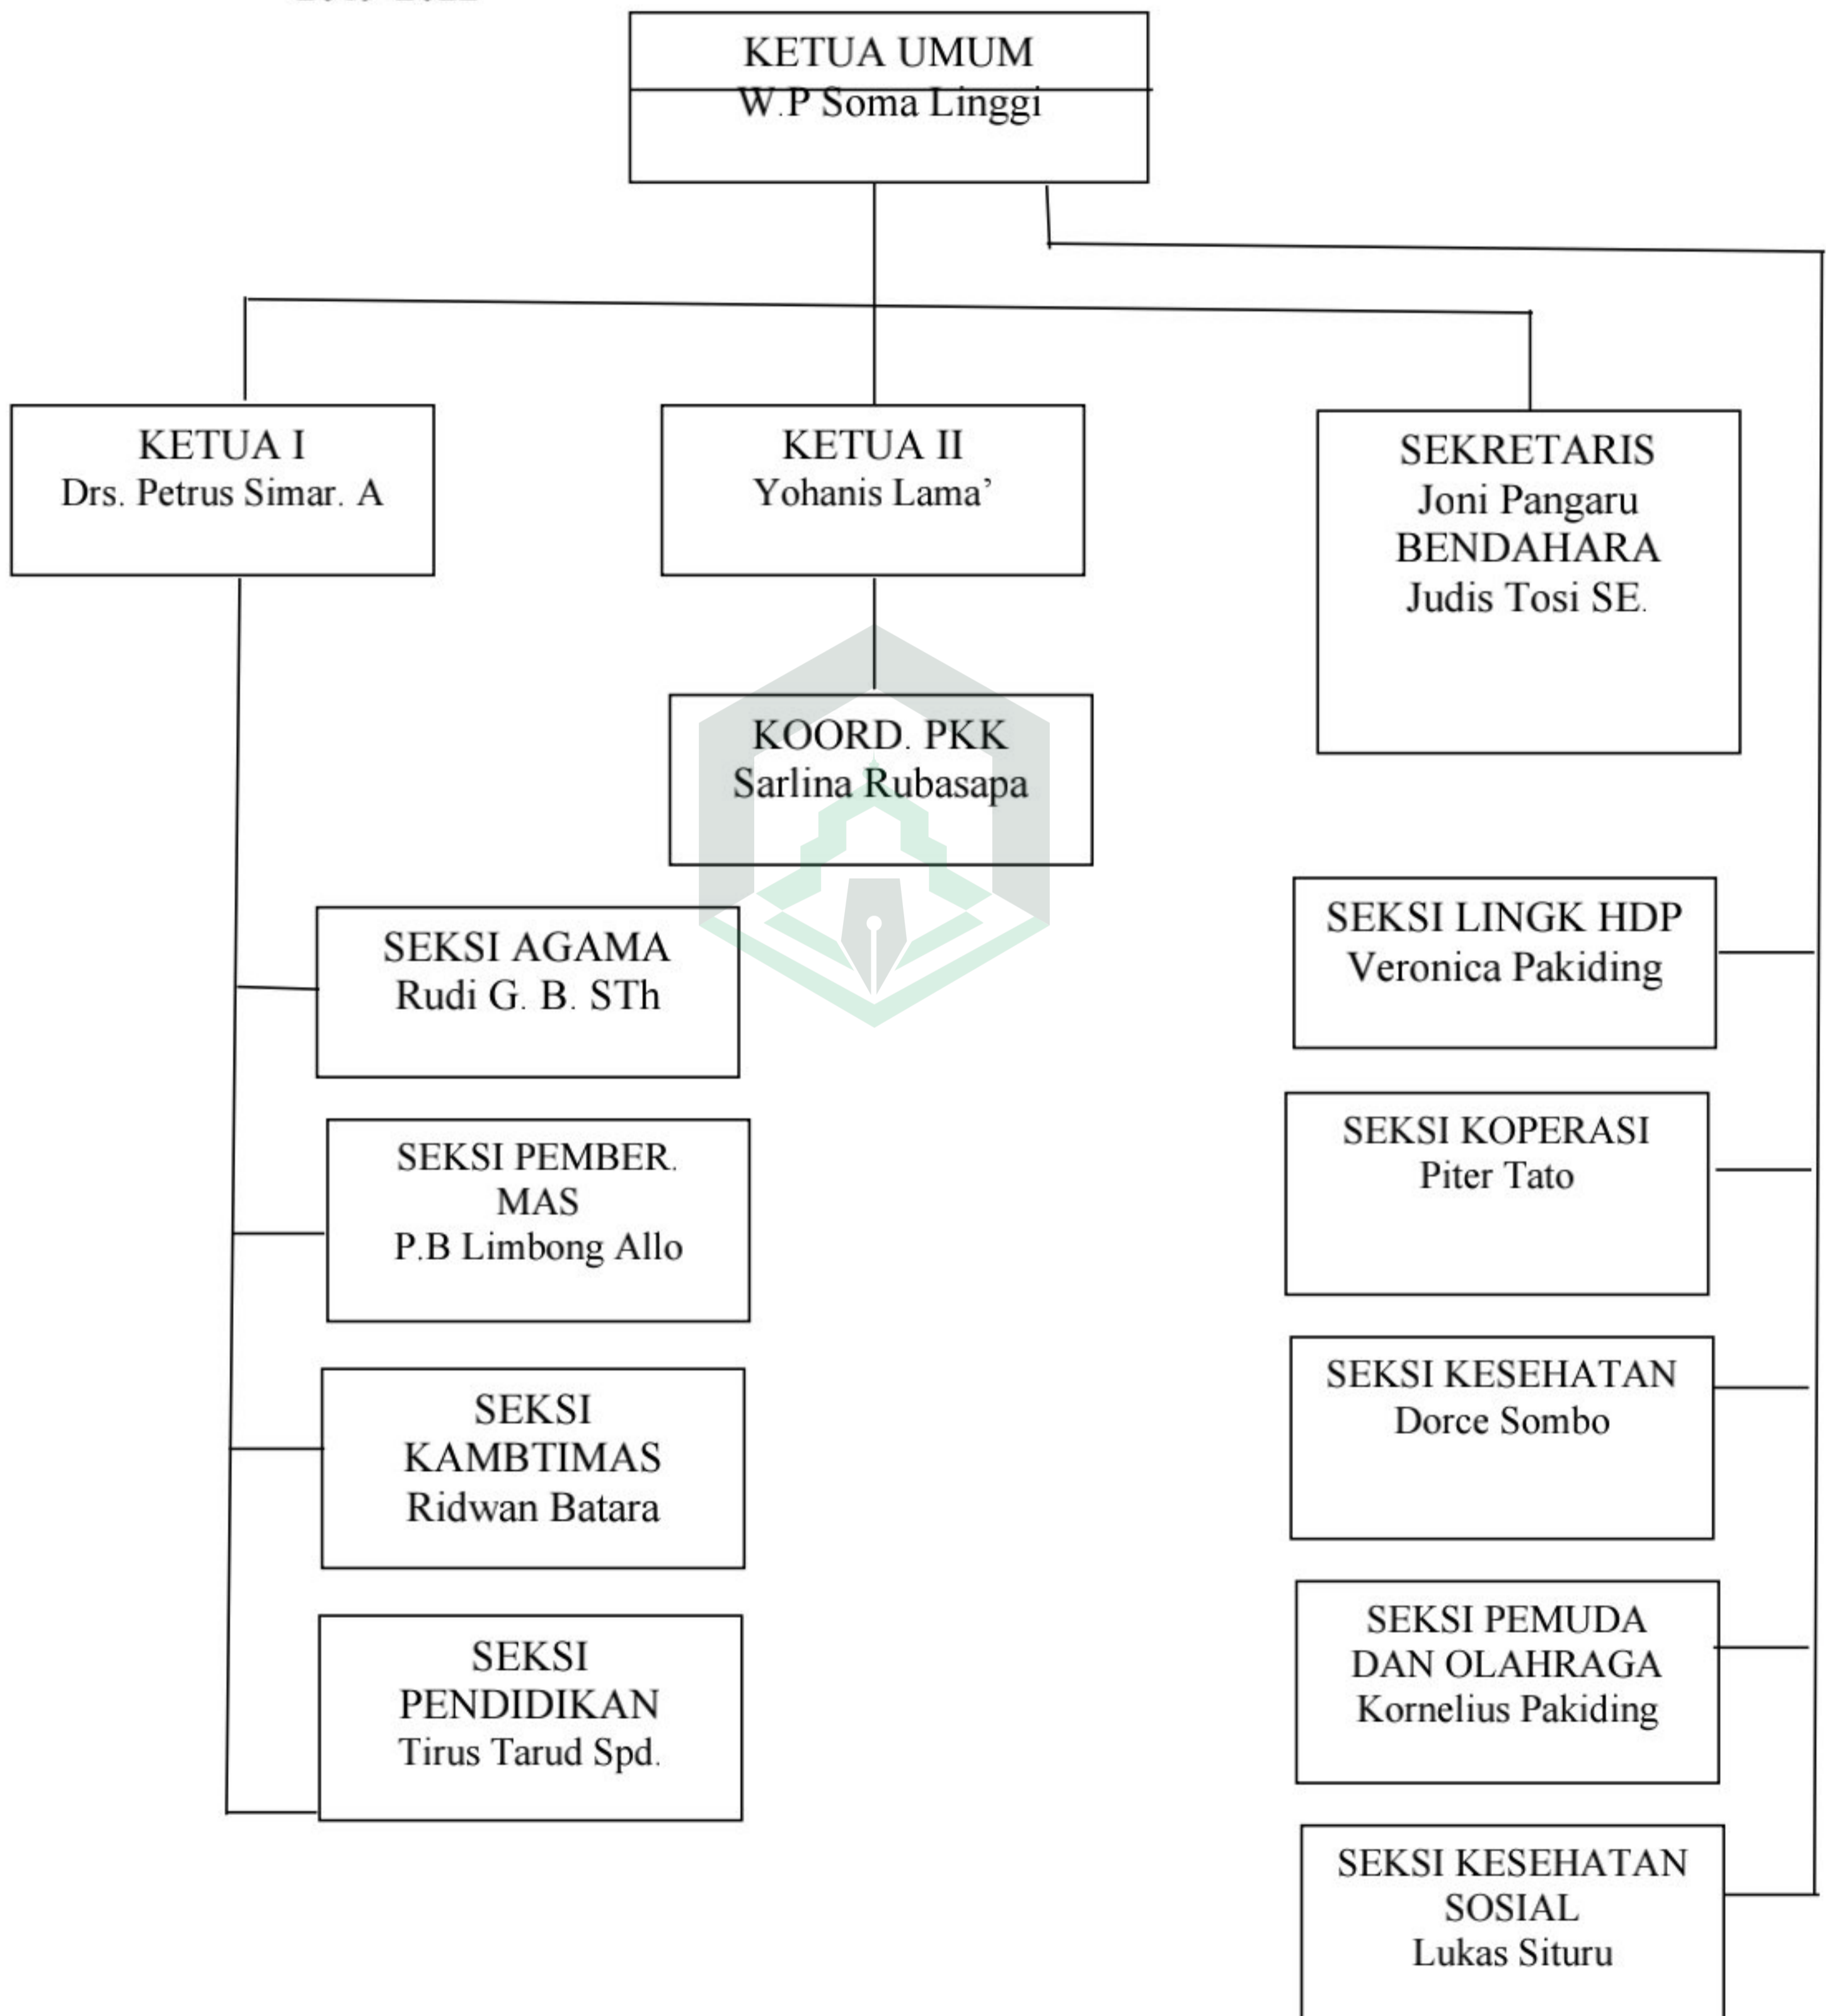 KETUA UMUM
W.P Soma Linggi
KETUA I
Drs. Petrus Simar. A
KETUA II
Yohanis Lama’
SEKRETARIS
Joni Pangaru
BENDAHARA
Judis Tosi SE.
KOORD. PKK
Sarlina Rubasapa
SEKSI AGAMA
Rudi G. B. STh
SEKSI PEMBER.
MAS
P.B Limbong Allo
SEKSI
KAMBTIMAS
Ridwan Batara
SEKSI
PENDIDIKAN
Tirus Tarud Spd.
SEKSI LINGK HDP
Veronica Pakiding
SEKSI KOPERASI
Piter Tato
SEKSI KESEHATAN
Dorce Sombo
SEKSI PEMUDA
DAN OLAHRAGA
Kornelius Pakiding
SEKSI KESEHATAN
SOSIAL
Lukas Situru